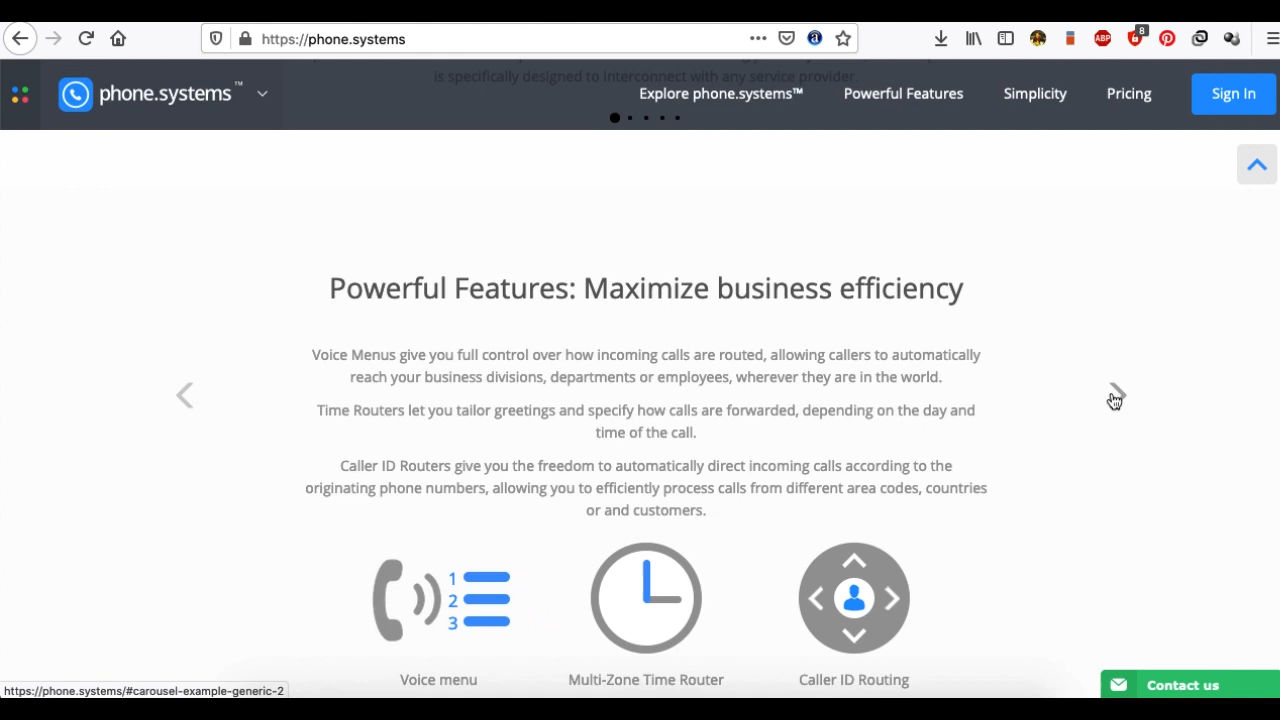 https://phone.systems
8
ABP
is specifically designed to interconnect with any service provider.
phone.systems™
Explore phone.systems™
Powerful Features
Simplicity
Pricing
Sign In
Powerful Features: Maximize business efficiency
Voice Menus give you full control over how incoming calls are routed, allowing callers to automatically
reach your business divisions, departments or employees, wherever they are in the world.
Time Routers let you tailor greetings and specify how calls are forwarded, depending on the day and
time of the call.
Caller ID Routers give you the freedom to automatically direct incoming calls according to the
originating phone numbers, allowing you to efficiently process calls from different area codes, countries
or and customers.
1
2
3
Voice menu
Multi-Zone Time Router
Caller ID Routing
https://phone.systems/#carousel-example-generic-2
Contact us